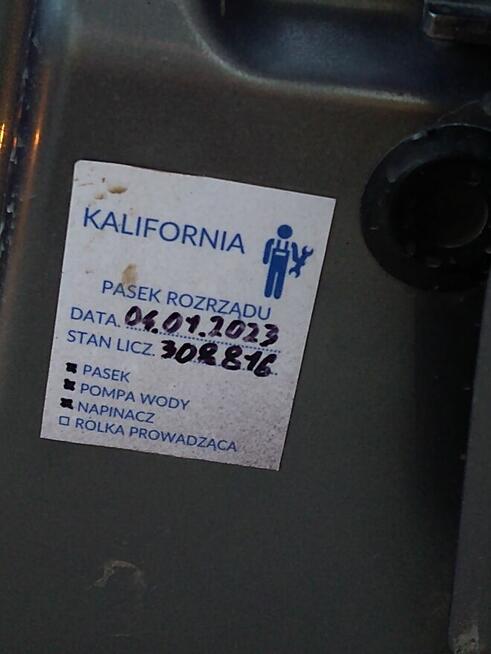 KALIFORNIA
PASEK ROZRZĄDU
DATA. 04.01.2023
STAN LICZ. 308816
PASEK
POMPA WODY
NAPINACZ
ROLKA PROWADZĄCA